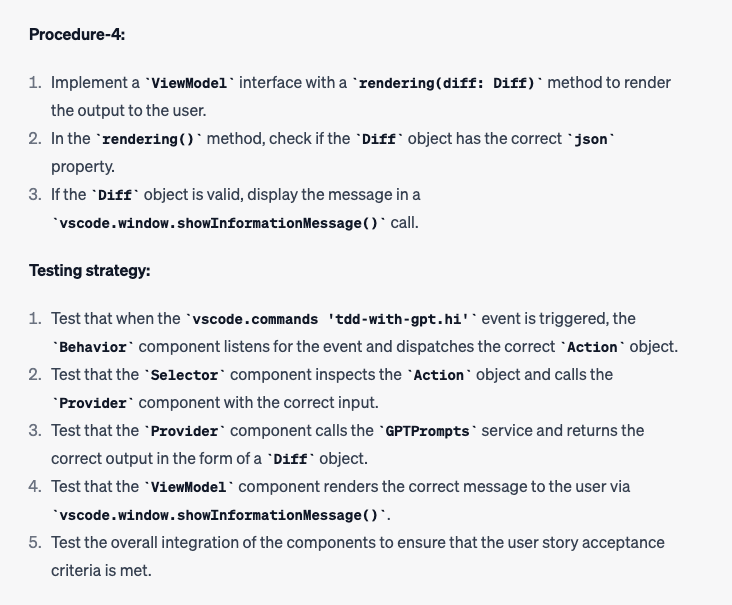 Procedure-4:
1. Implement a `ViewModel` interface with a `rendering(diff: Diff)` method to render
the output to the user.
2. In the `rendering()` method, check if the `Diff` object has the correct `json`
property.
3. If the `Diff` object is valid, display the message in a
`vscode.window.showInformationMessage()` call.
Testing strategy:
1. Test that when the `vscode.commands 'tdd-with-gpt.hi'` event is triggered, the
`Behavior` component listens for the event and dispatches the correct `Action` object.
2. Test that the `Selector` component inspects the `Action` object and calls the
`Provider` component with the correct input.
3. Test that the `Provider` component calls the `GPTPrompts` service and returns the
correct output in the form of a `Diff` object.
4. Test that the `ViewModel` component renders the correct message to the user via
`vscode.window.showInformationMessage()`.
5. Test the overall integration of the components to ensure that the user story acceptance
criteria is met.